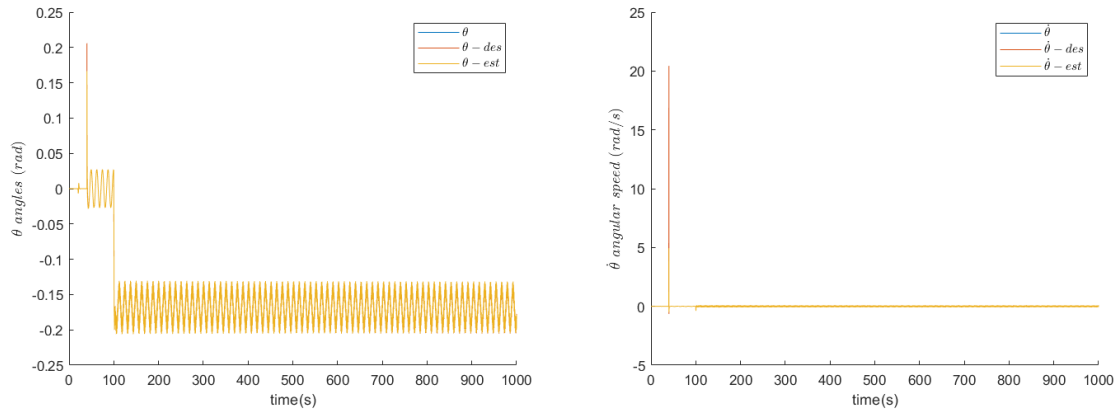 0.25
0.2
0.15
0.1
0.05
0
-0.05
-0.1
-0.15
-0.2
-0.25
θ angles (rad)
θ
θ − des
θ − est
0 100 200 300 400 500 600 700 800 900 1000
time(s)
25
20
15
10
5
0
-5
θ̇ angular speed (rad/s)
θ̇
θ̇ − des
θ̇ − est
0 100 200 300 400 500 600 700 800 900 1000
time(s)